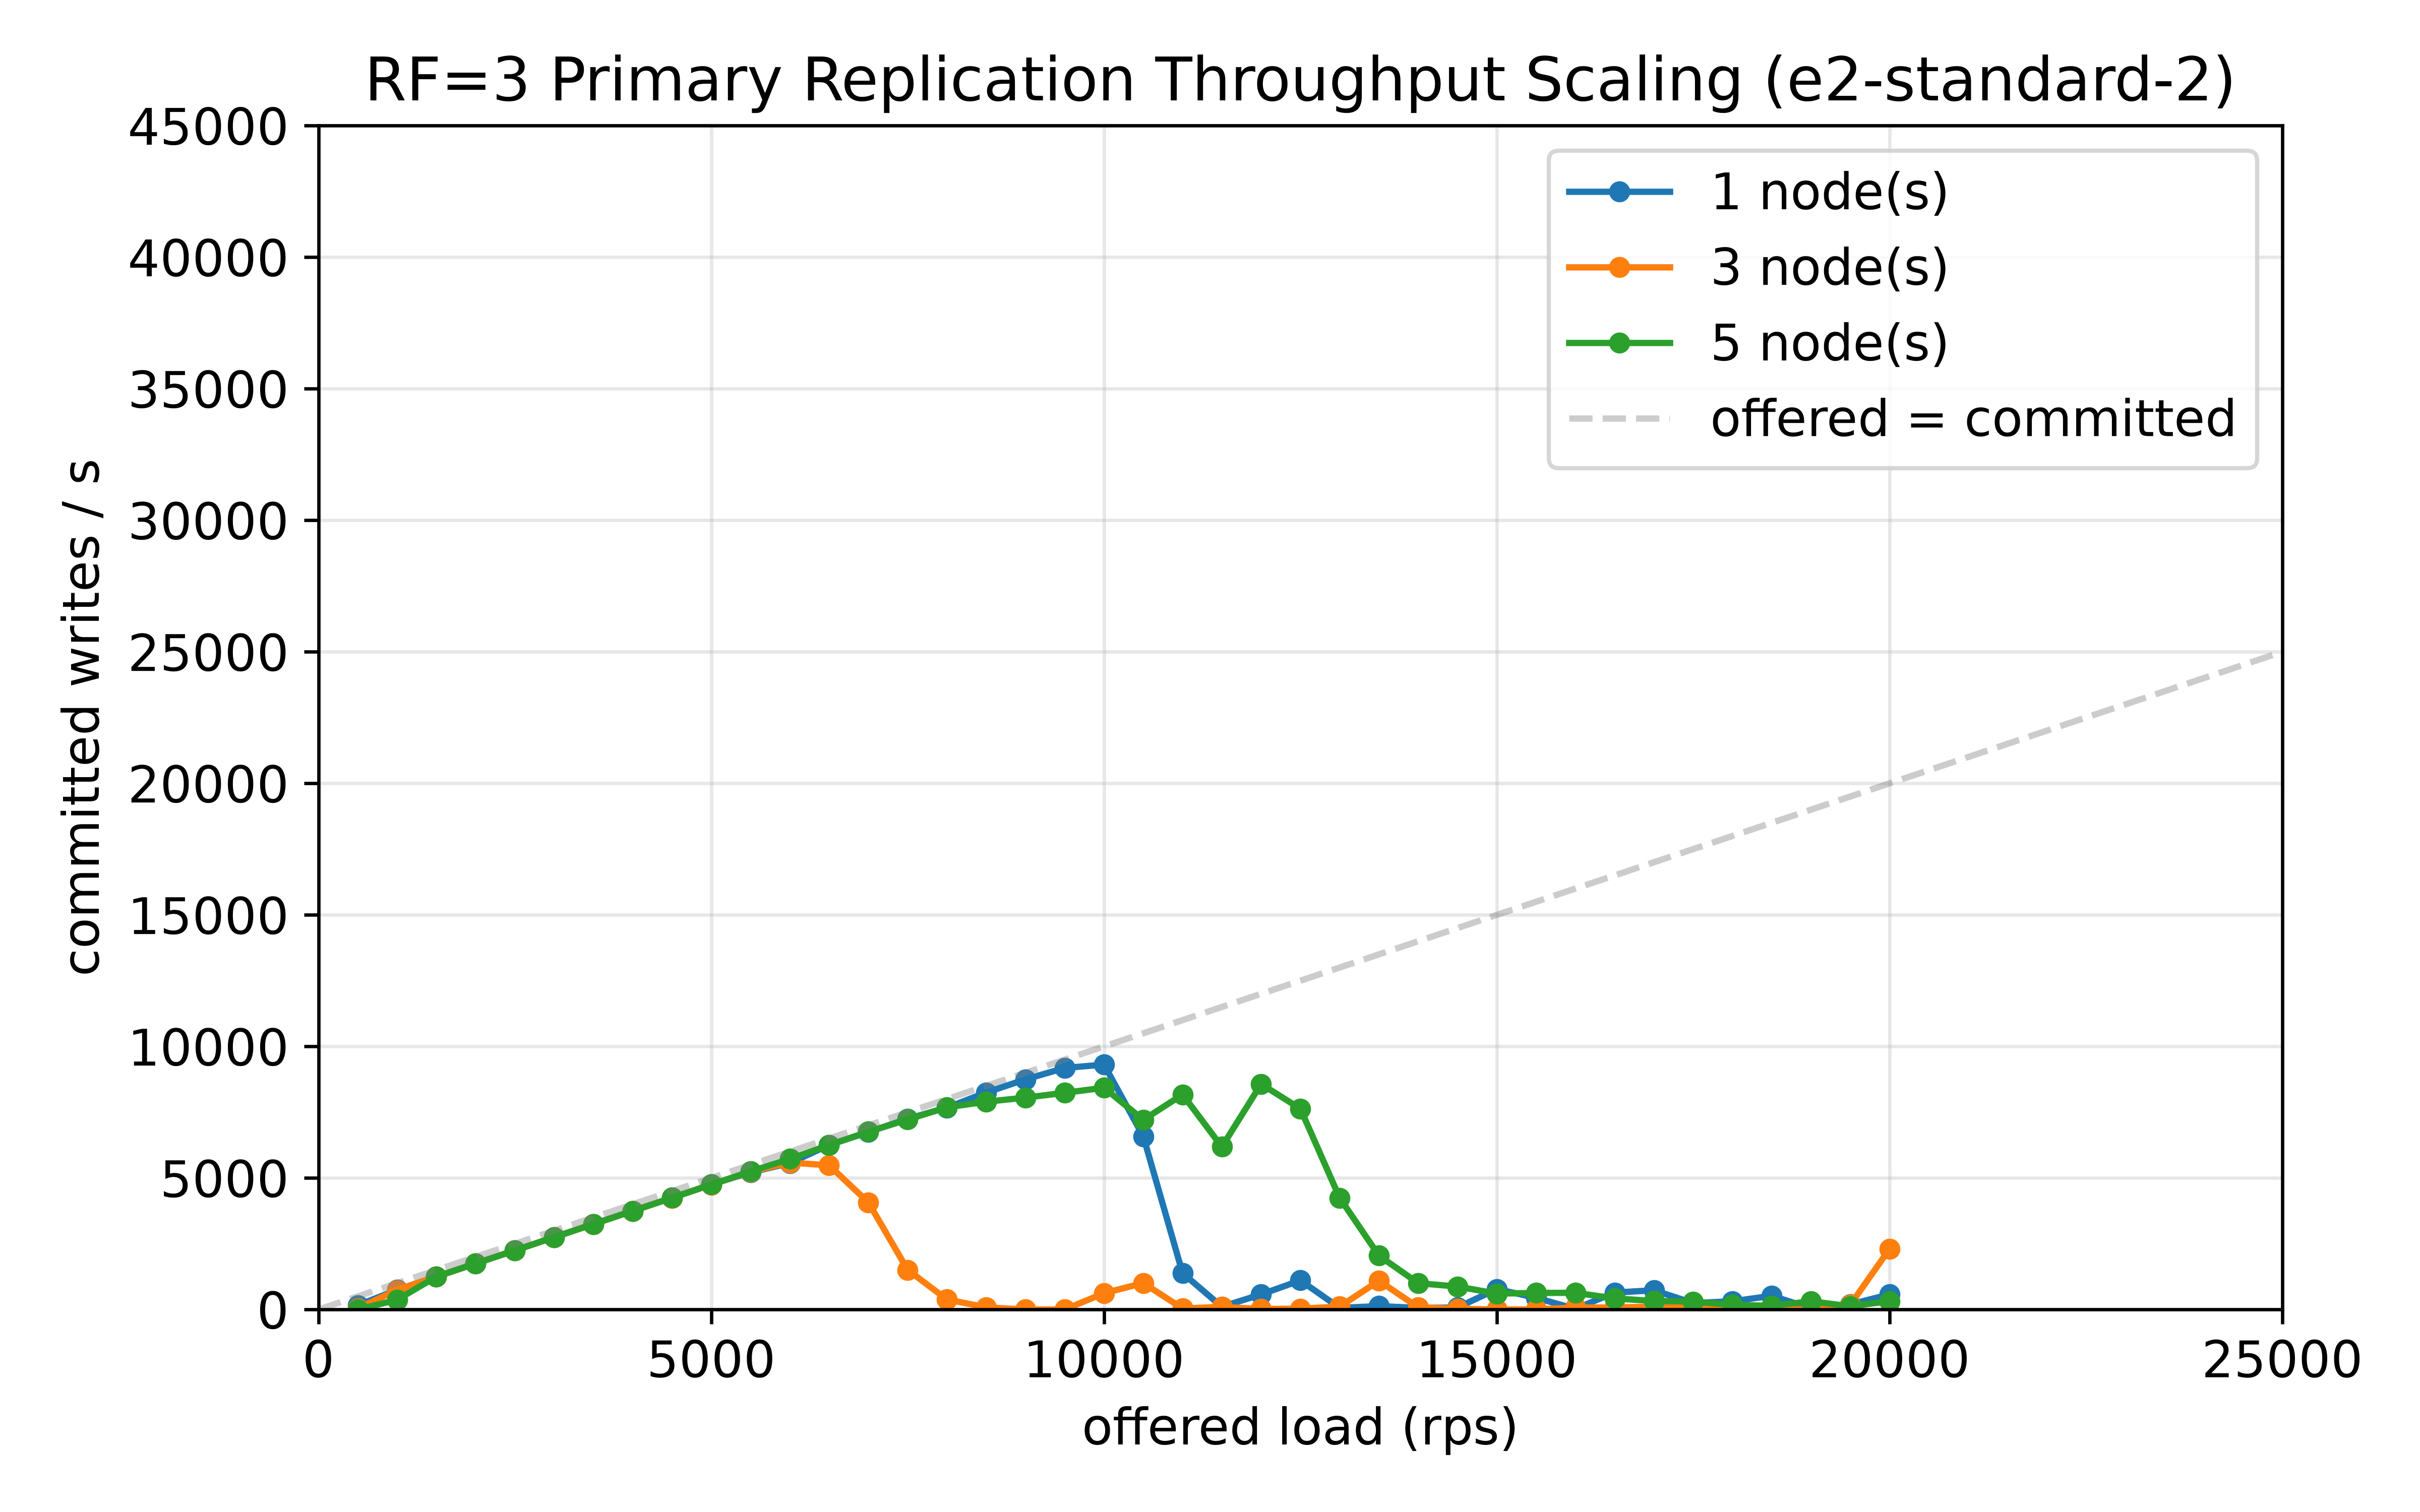 RF=3 Primary Replication Throughput Scaling (e2-standard-2)
45000
40000
35000
30000
25000
20000
15000
10000
5000
0
committed writes / s
1 node(s)
3 node(s)
5 node(s)
offered = committed
0 5000 10000 15000 20000 25000
offered load (rps)